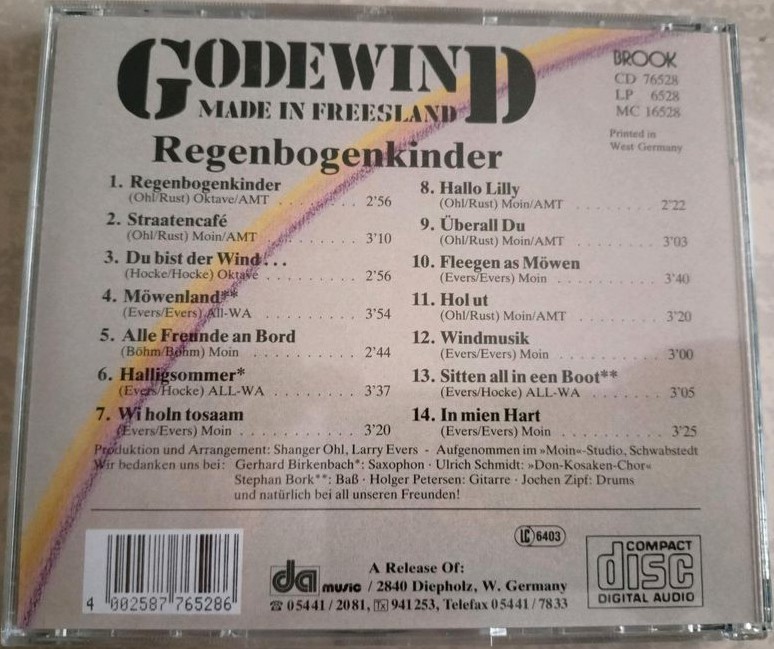 GODEWIND
MADE IN FREESLAND
BROOK
CD 76528
LP 6528
MC 16528
Printed in
West Germany
Regenbogenkinder
1. Regenbogenkinder
(Ohl/Rust) Oktave/AMT . . . . . . . . . . . 2'56
2. Straatencafé
(Ohl/Rust) Moin/AMT . . . . . . . . . . . 3'10
3. Du bist der Wind . . .
(Hocke/Hocke) Oktave . . . . . . . . . . . 2'56
4. Möwenland**
(Evers/Evers) All-WA . . . . . . . . . . . 3'54
5. Alle Freunde an Bord
(Böhm/Böhm) Moin . . . . . . . . . . . 2'44
6. Halligsommer*
(Evers/Hocke) ALL-WA . . . . . . . . . . . 3'37
7. Wi holn tosaam
(Evers/Evers) Moin . . . . . . . . . . . 3'20
8. Hallo Lilly
(Ohl/Rust) Moin/AMT . . . . . . . . . . . 2'22
9. Überall Du
(Ohl/Rust) Moin/AMT . . . . . . . . . . . 3'03
10. Fleegen as Möwen
(Evers/Evers) Moin . . . . . . . . . . . 3'40
11. Hol ut
(Ohl/Rust) Moin/AMT . . . . . . . . . . . 3'20
12. Windmusik
(Evers/Evers) Moin . . . . . . . . . . . 3'00
13. Sitten all in een Boot**
(Evers/Hocke) ALL-WA . . . . . . . . . . . 3'05
14. In mien Hart
(Evers/Evers) Moin . . . . . . . . . . . 3'25
Produktion und Arrangement: Shanger Ohl, Larry Evers - Aufgenommen im »Moin«-Studio, Schwabstedt
Wir bedanken uns bei: Gerhard Birkenbach*: Saxophon · Ulrich Schmidt: »Don-Kosaken-Chor«
Stephan Bork**: Baß · Holger Petersen: Gitarre · Jochen Zipf: Drums
und natürlich bei all unseren Freunden!
LC 6403
4 002587 765286
A Release Of:
da music / 2840 Diepholz, W. Germany
☎ 05441/2081, Tx 941253, Telefax 05441/7833
COMPACT
disc
DIGITAL AUDIO